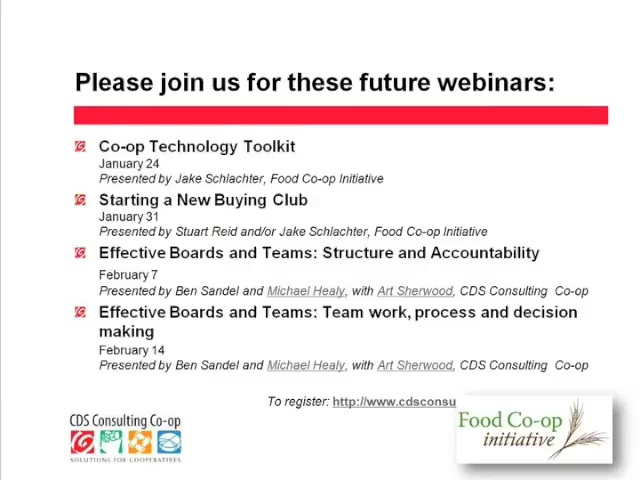 Please join us for these future webinars:
Co-op Technology Toolkit
January 24
Presented by Jake Schlachter, Food Co-op Initiative
Starting a New Buying Club
January 31
Presented by Stuart Reid and/or Jake Schlachter, Food Co-op Initiative
Effective Boards and Teams: Structure and Accountability
February 7
Presented by Ben Sandel and Michael Healy, with Art Sherwood, CDS Consulting Co-op
Effective Boards and Teams: Team work, process and decision
making
February 14
Presented by Ben Sandel and Michael Healy, with Art Sherwood, CDS Consulting Co-op
To register: http://www.cdsconsu
CDS Consulting Co-op
SOLUTIONS FOR COOPERATIVES
Food Co-op
initiative